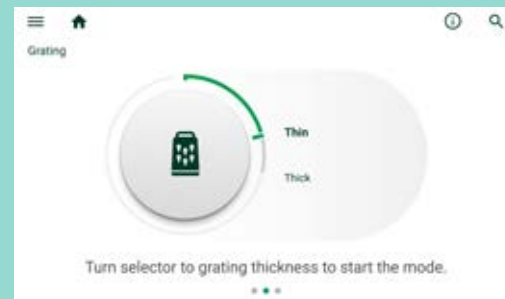 Grating
Thin
Thick
Turn selector to grating thickness to start the mode.